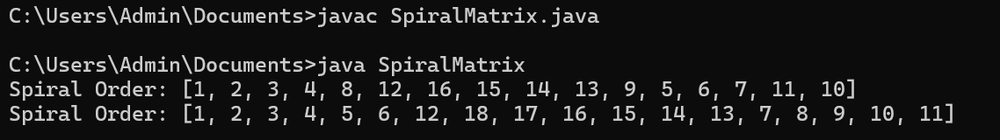 C:\Users\Admin\Documents>javac SpiralMatrix.java
C:\Users\Admin\Documents>java SpiralMatrix
Spiral Order: [1, 2, 3, 4, 8, 12, 16, 15, 14, 13, 9, 5, 6, 7, 11, 10]
Spiral Order: [1, 2, 3, 4, 5, 6, 12, 18, 17, 16, 15, 14, 13, 7, 8, 9, 10, 11]